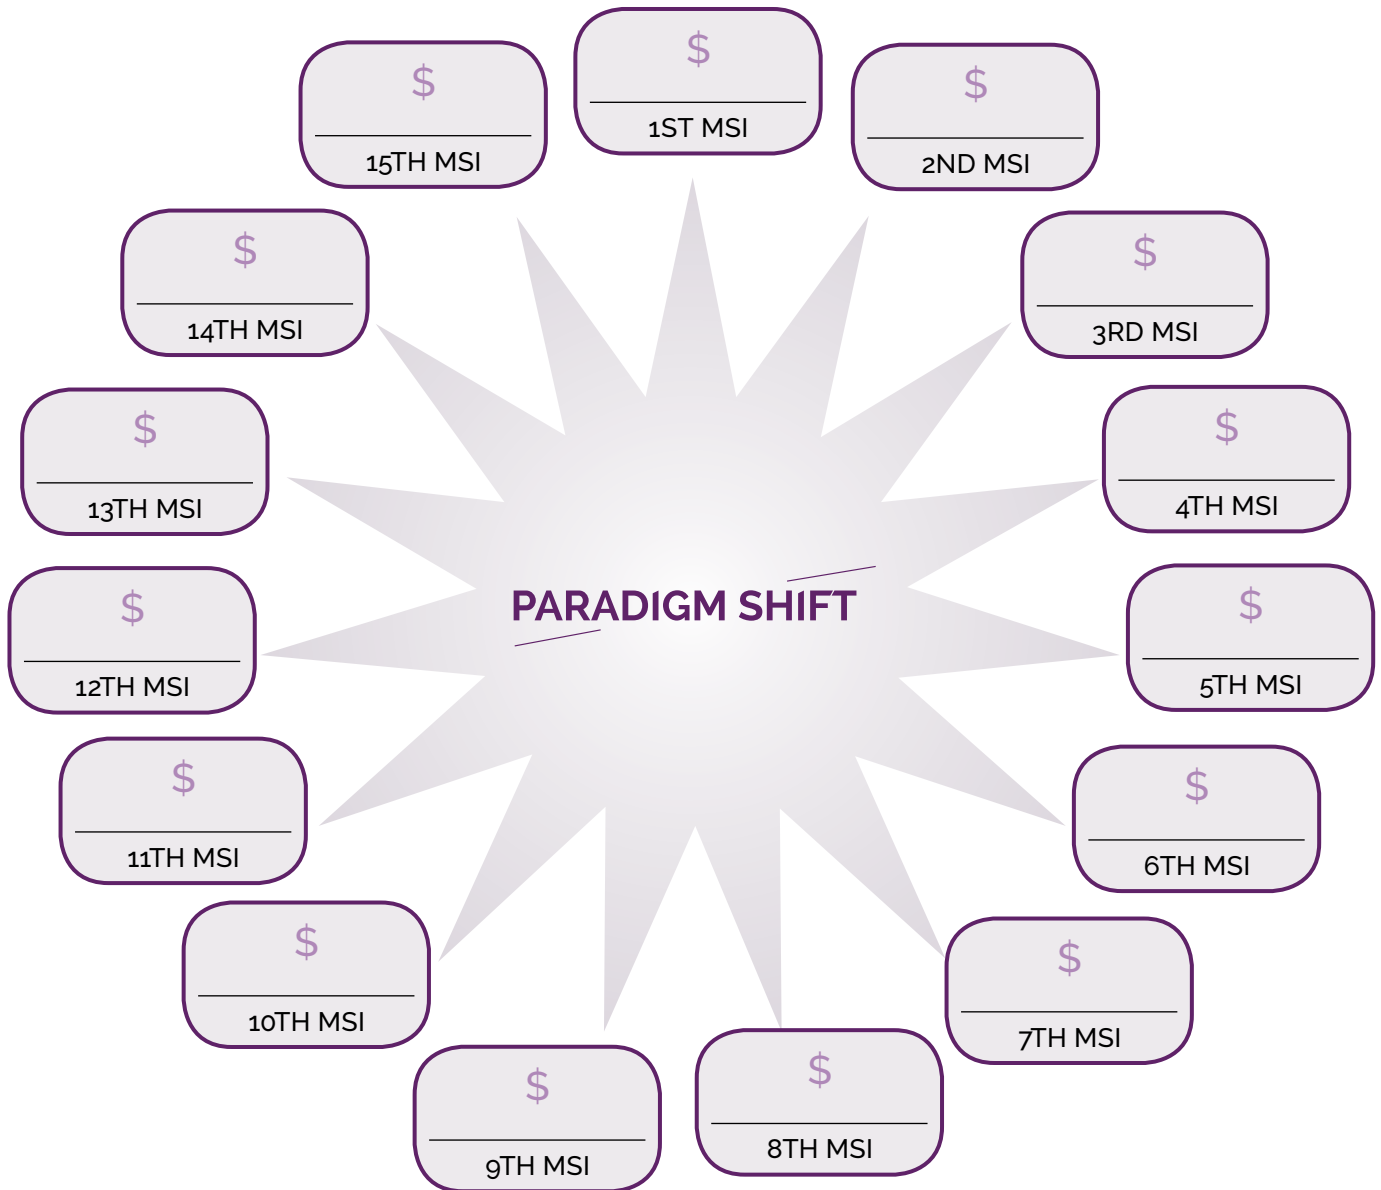 $
1ST MSI
$
2ND MSI
$
3RD MSI
$
4TH MSI
$
5TH MSI
$
6TH MSI
$
7TH MSI
$
8TH MSI
$
9TH MSI
$
10TH MSI
$
11TH MSI
$
12TH MSI
$
13TH MSI
$
14TH MSI
$
15TH MSI
PARADIGM SHIFT